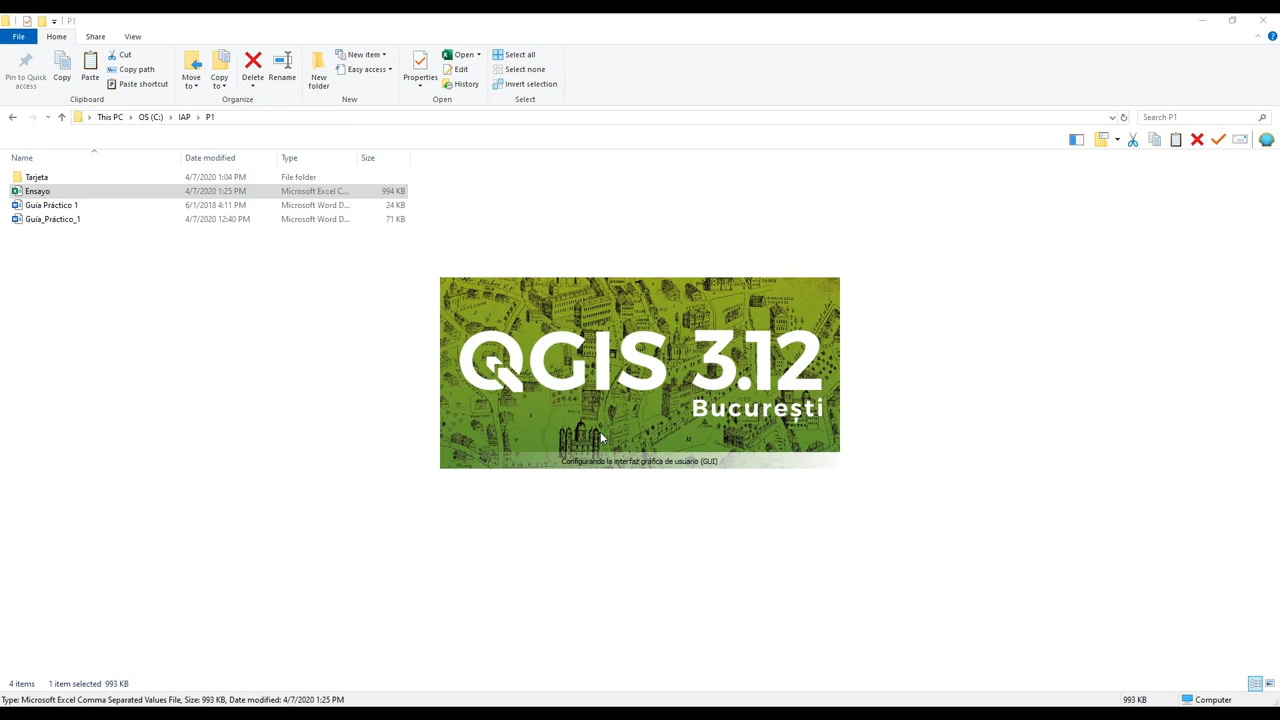 P1
File
Home
Share
View
Pin to Quick access
Copy
Paste
Cut
Copy path
Paste shortcut
Clipboard
Move to
Copy to
Delete
Rename
Organize
New folder
New item
Easy access
New
Properties
Open
Edit
History
Open
Select all
Select none
Invert selection
Select
This PC > OS (C:) > IAP > P1
Search P1
Name
Date modified
Type
Size
Tarjeta 4/7/2020 1:04 PM File folder
Ensayo 4/7/2020 1:25 PM Microsoft Excel C... 994 KB
Guía Práctico 1 6/1/2018 4:11 PM Microsoft Word D... 24 KB
Guía_Práctico_1 4/7/2020 12:40 PM Microsoft Word D... 71 KB
QGIS 3.12
București
Configurando la interfaz gráfica de usuario (GUI)
4 items 1 item selected 993 KB
Type: Microsoft Excel Comma Separated Values File, Size: 993 KB, Date modified: 4/7/2020 1:25 PM
993 KB
Computer